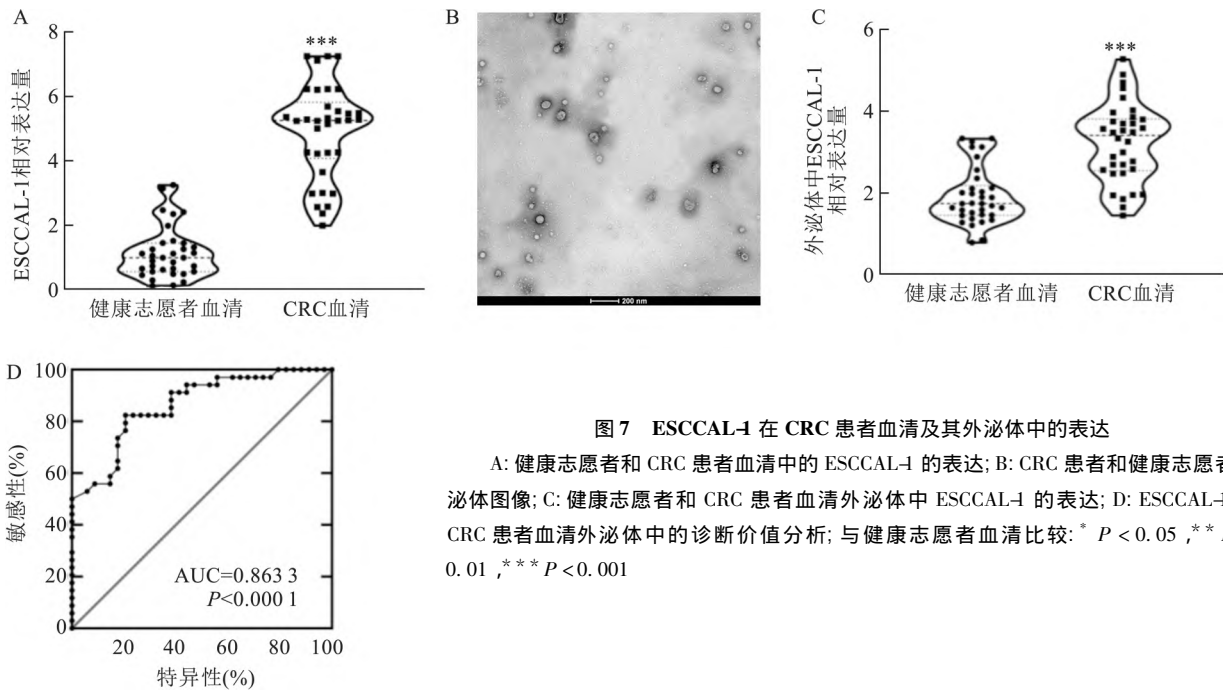 A
8
6
4
2
0
ESCCAL-1相对表达量
***
健康志愿者血清
CRC血清
B
200 nm
C
6
4
2
0
外泌体中ESCCAL-1
相对表达量
***
健康志愿者血清
CRC血清
D
100
80
60
40
20
0
敏感性(%)
AUC=0.863 3
P<0.000 1
20
40
60
80
100
特异性(%)
图 7 ESCCAL-1 在 CRC 患者血清及其外泌体中的表达
A: 健康志愿者和 CRC 患者血清中的 ESCCAL-1 的表达; B: CRC 患者和健康志愿者
泌体图像; C: 健康志愿者和 CRC 患者血清外泌体中 ESCCAL-1 的表达; D: ESCCAL-
CRC 患者血清外泌体中的诊断价值分析; 与健康志愿者血清比较: * P < 0. 05 ,* *
0. 01 ,* * * P < 0. 001